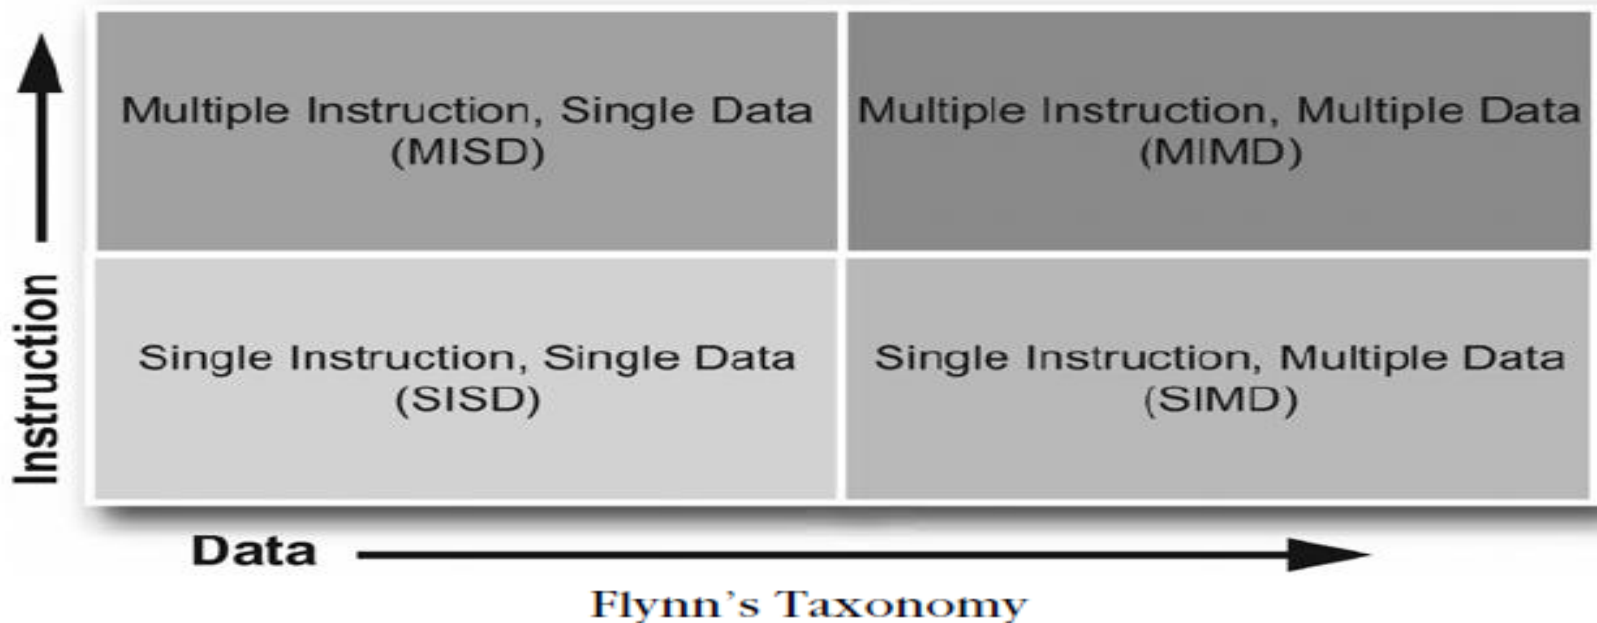 Multiple Instruction, Single Data
(MISD)
Multiple Instruction, Multiple Data
(MIMD)
Instruction
Single Instruction, Single Data
(SISD)
Single Instruction, Multiple Data
(SIMD)
Data
Flynn’s Taxonomy